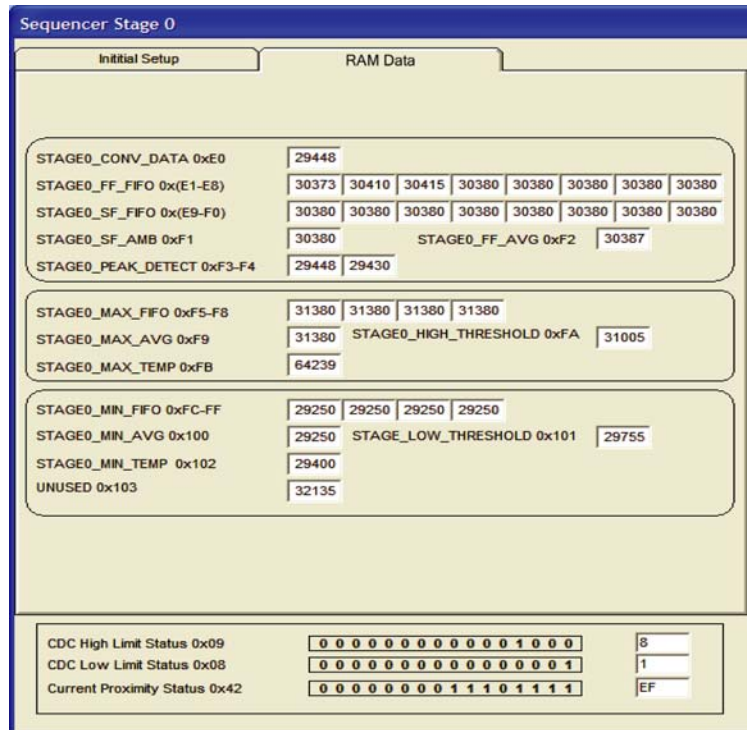 Sequencer Stage 0
Inititial Setup RAM Data
STAGE0_CONV_DATA 0xE0 29448
STAGE0_FF_FIFO 0x(E1-E8) 30373 30410 30415 30380 30380 30380 30380 30380
STAGE0_SF_FIFO 0x(E9-F0) 30380 30380 30380 30380 30380 30380 30380 30380
STAGE0_SF_AMB 0xF1 30380 STAGE0_FF_AVG 0xF2 30387
STAGE0_PEAK_DETECT 0xF3-F4 29448 29430
STAGE0_MAX_FIFO 0xF5-F8 31380 31380 31380 31380
STAGE0_MAX_AVG 0xF9 31380 STAGE0_HIGH_THRESHOLD 0xFA 31005
STAGE0_MAX_TEMP 0xFB 64239
STAGE0_MIN_FIFO 0xFC-FF 29250 29250 29250 29250
STAGE0_MIN_AVG 0x100 29250 STAGE_LOW_THRESHOLD 0x101 29755
STAGE0_MIN_TEMP 0x102 29400
UNUSED 0x103 32135
CDC High Limit Status 0x09 0 0 0 0 0 0 0 0 0 0 0 0 1 0 0 0 8
CDC Low Limit Status 0x08 0 0 0 0 0 0 0 0 0 0 0 0 0 0 0 1 1
Current Proximity Status 0x42 0 0 0 0 0 0 0 0 1 1 1 0 1 1 1 1 EF